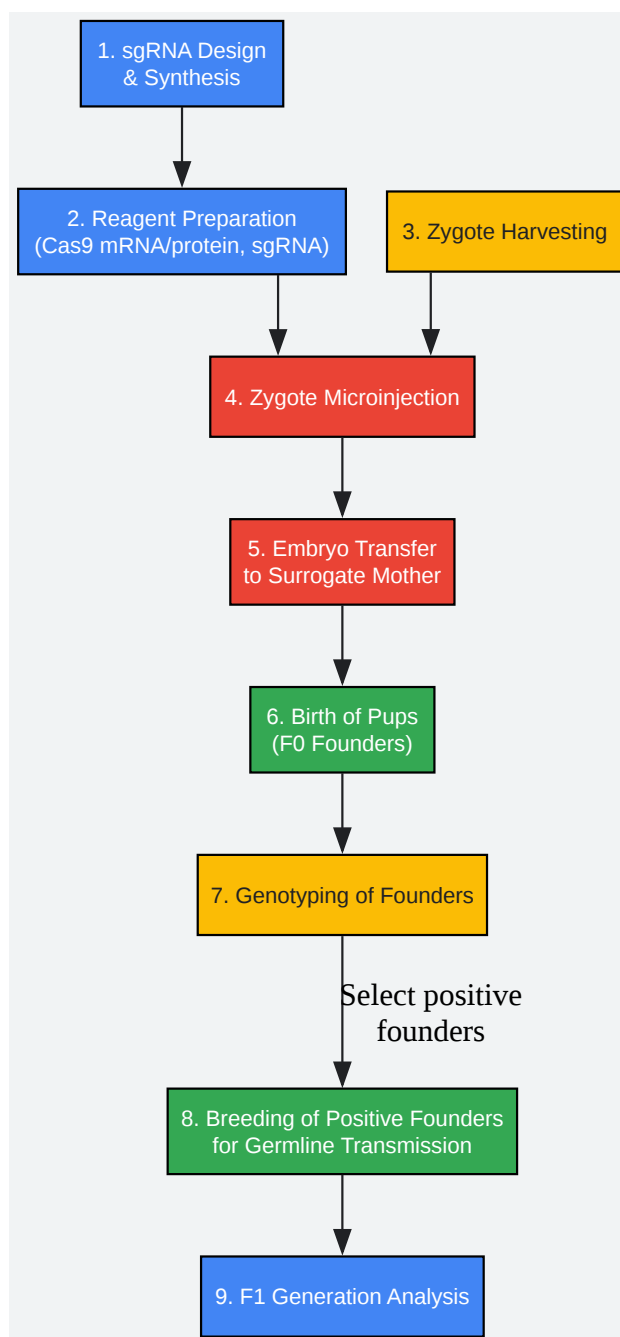 1. sgRNA Design
& Synthesis
2. Reagent Preparation
(Cas9 mRNA/protein, sgRNA)
3. Zygote Harvesting
4. Zygote Microinjection
5. Embryo Transfer
to Surrogate Mother
6. Birth of Pups
(F0 Founders)
7. Genotyping of Founders
Select positive
founders
8. Breeding of Positive Founders
for Germline Transmission
9. F1 Generation Analysis